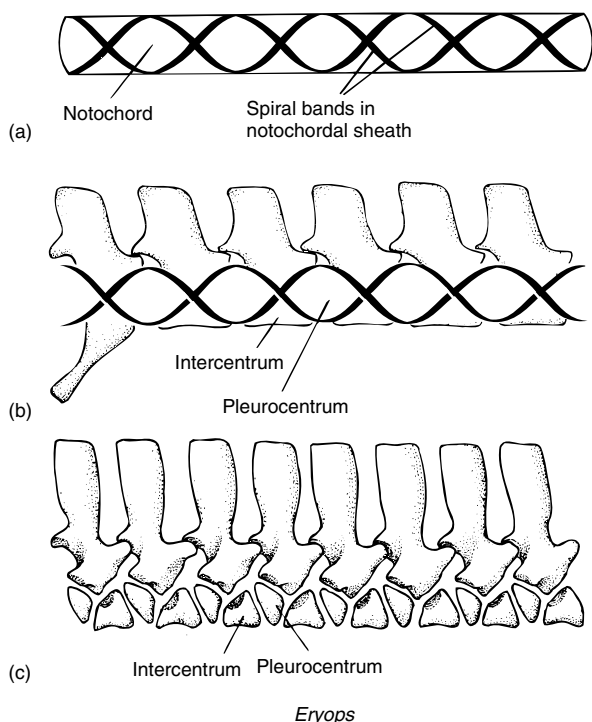 Notochord
Spiral bands in
notochordal sheath
(a)
Intercentrum
Pleurocentrum
(b)
Intercentrum Pleurocentrum
(c)
Eryops